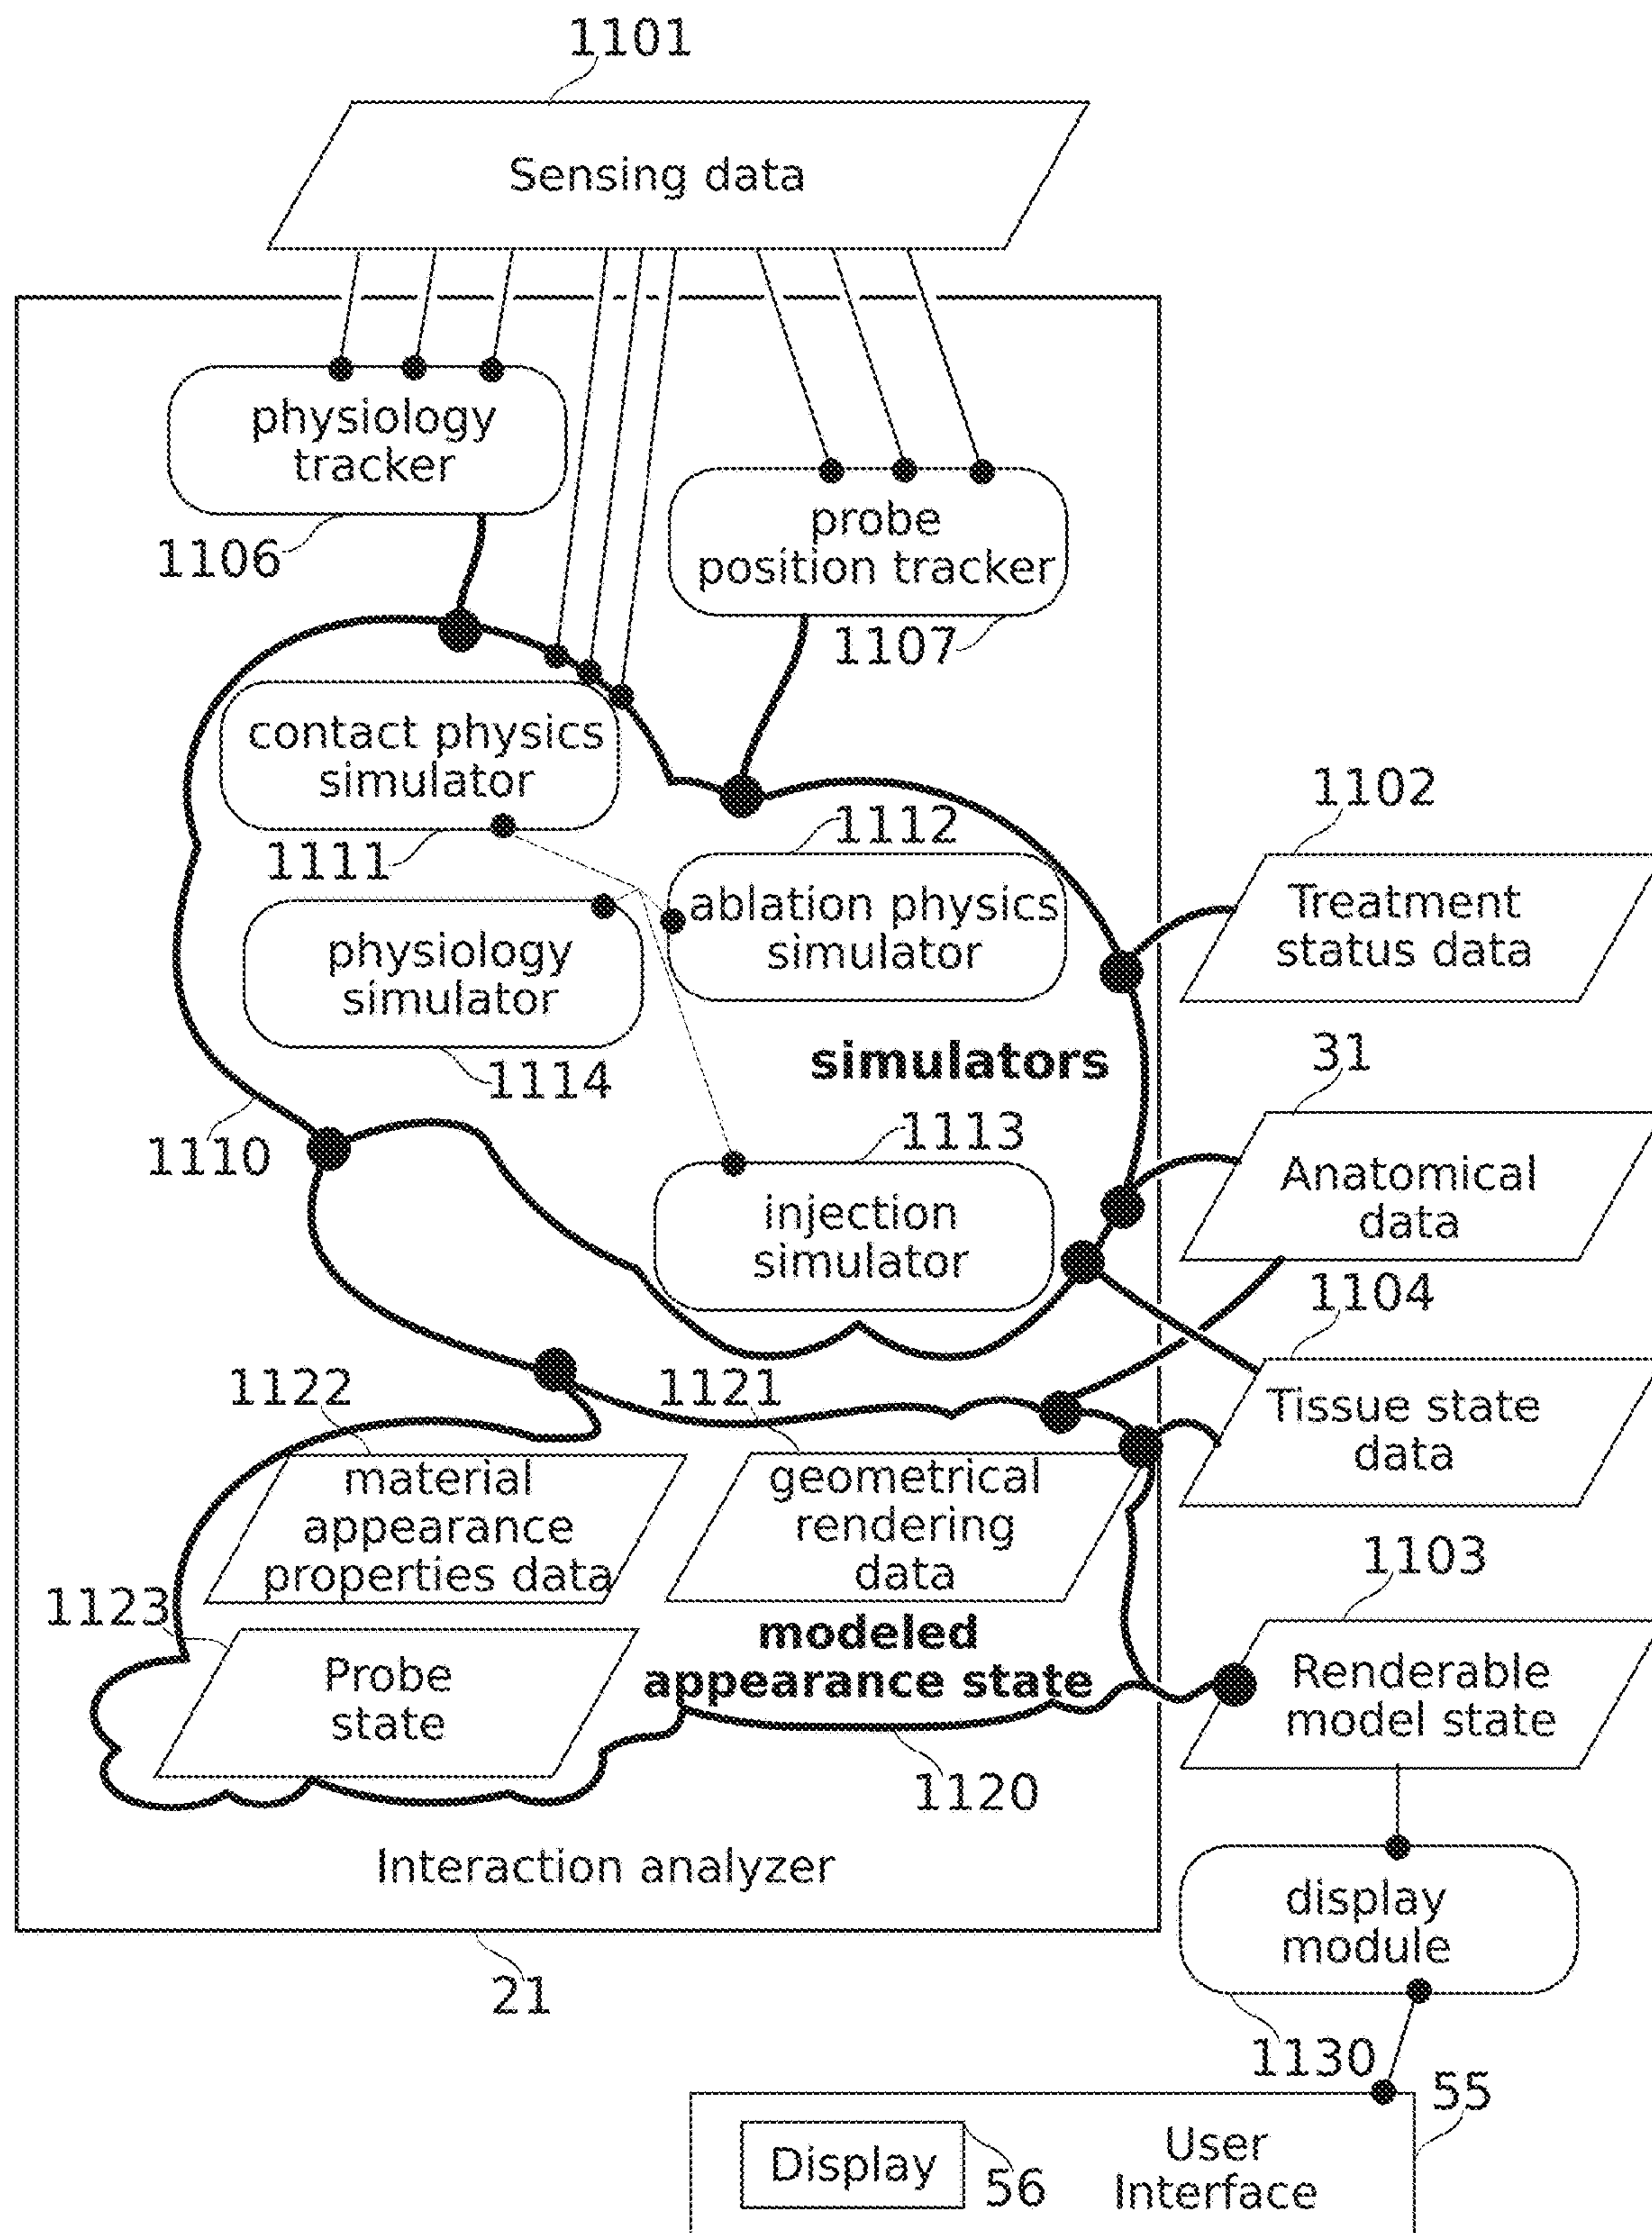 1101
Sensing data
physiology
tracker
1106
probe
position tracker
1107
contact physics
simulator
1111
1112
ablation physics
simulator
physiology
simulator
1114
simulators
1110
1113
injection
simulator
1102
Treatment
status data
31
Anatomical
data
1104
Tissue state
data
1122
1121
material
appearance
properties data
geometrical
rendering
data
1123
Probe
state
modeled
appearance state
1120
1103
Renderable
model state
Interaction analyzer
21
display
module
1130
55
Display
56
User
Interface